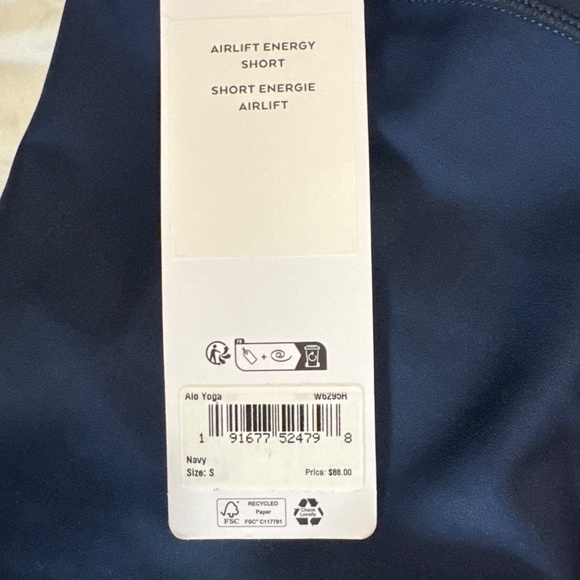 AIRLIFT ENERGY
SHORT
SHORT ENERGIE
AIRLIFT
FR
Alo Yoga W6295R
1 91677 52479 8
Navy
Size: S Price: $88.00
FSC
RECYCLED
Paper
FSC® C117791
Check
Locally